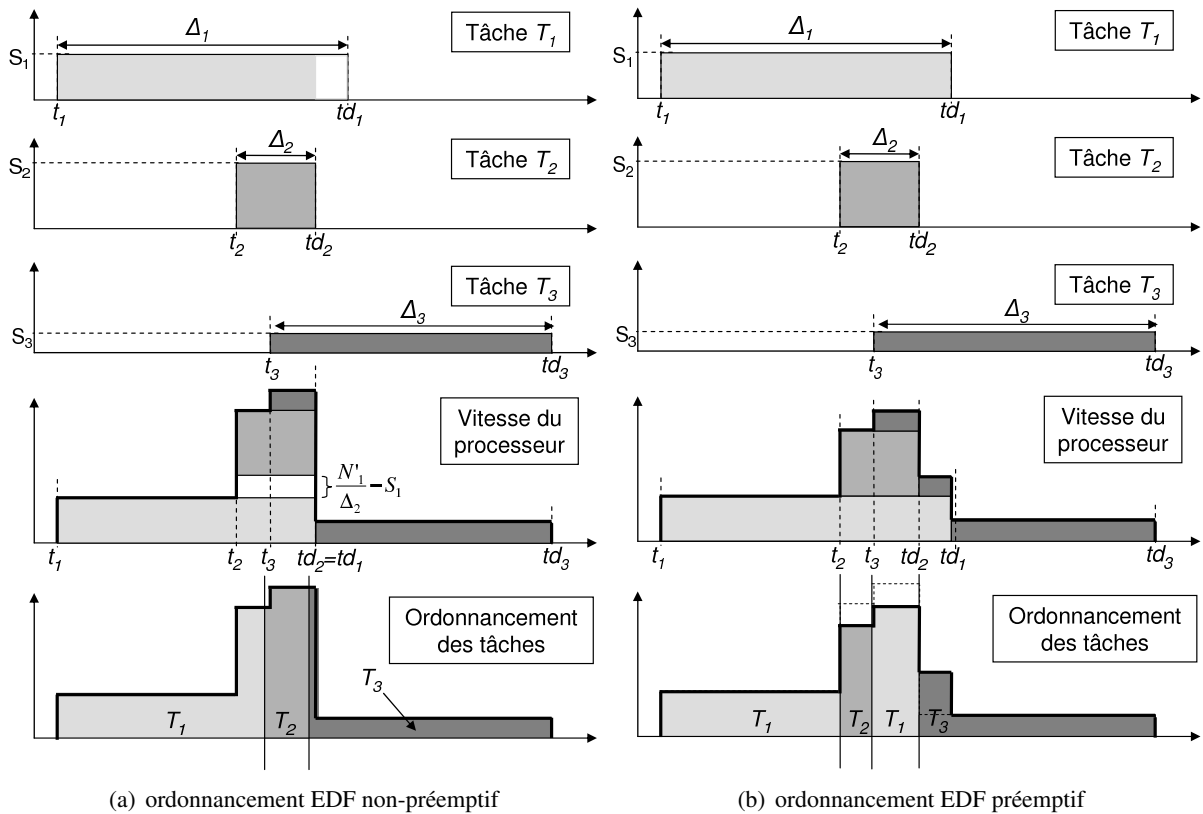 Δ1
Tâche T1
S1
t1
td1
Δ2
Tâche T2
S2
t2
td2
Tâche T3
Δ3
S3
t3
td3
Vitesse du
processeur
N'1
Δ2
– S1
t1
t2
t3
td2=td1
td3
Ordonnancement
des tâches
T3
T1
T2
(a) ordonnancement EDF non-préemptif
Δ1
Tâche T1
S1
t1
td1
Δ2
Tâche T2
S2
t2
td2
Tâche T3
Δ3
S3
t3
td3
Vitesse du
processeur
t1
t2
t3
td2
td1
td3
Ordonnancement
des tâches
T1
T2
T1
T3
(b) ordonnancement EDF préemptif